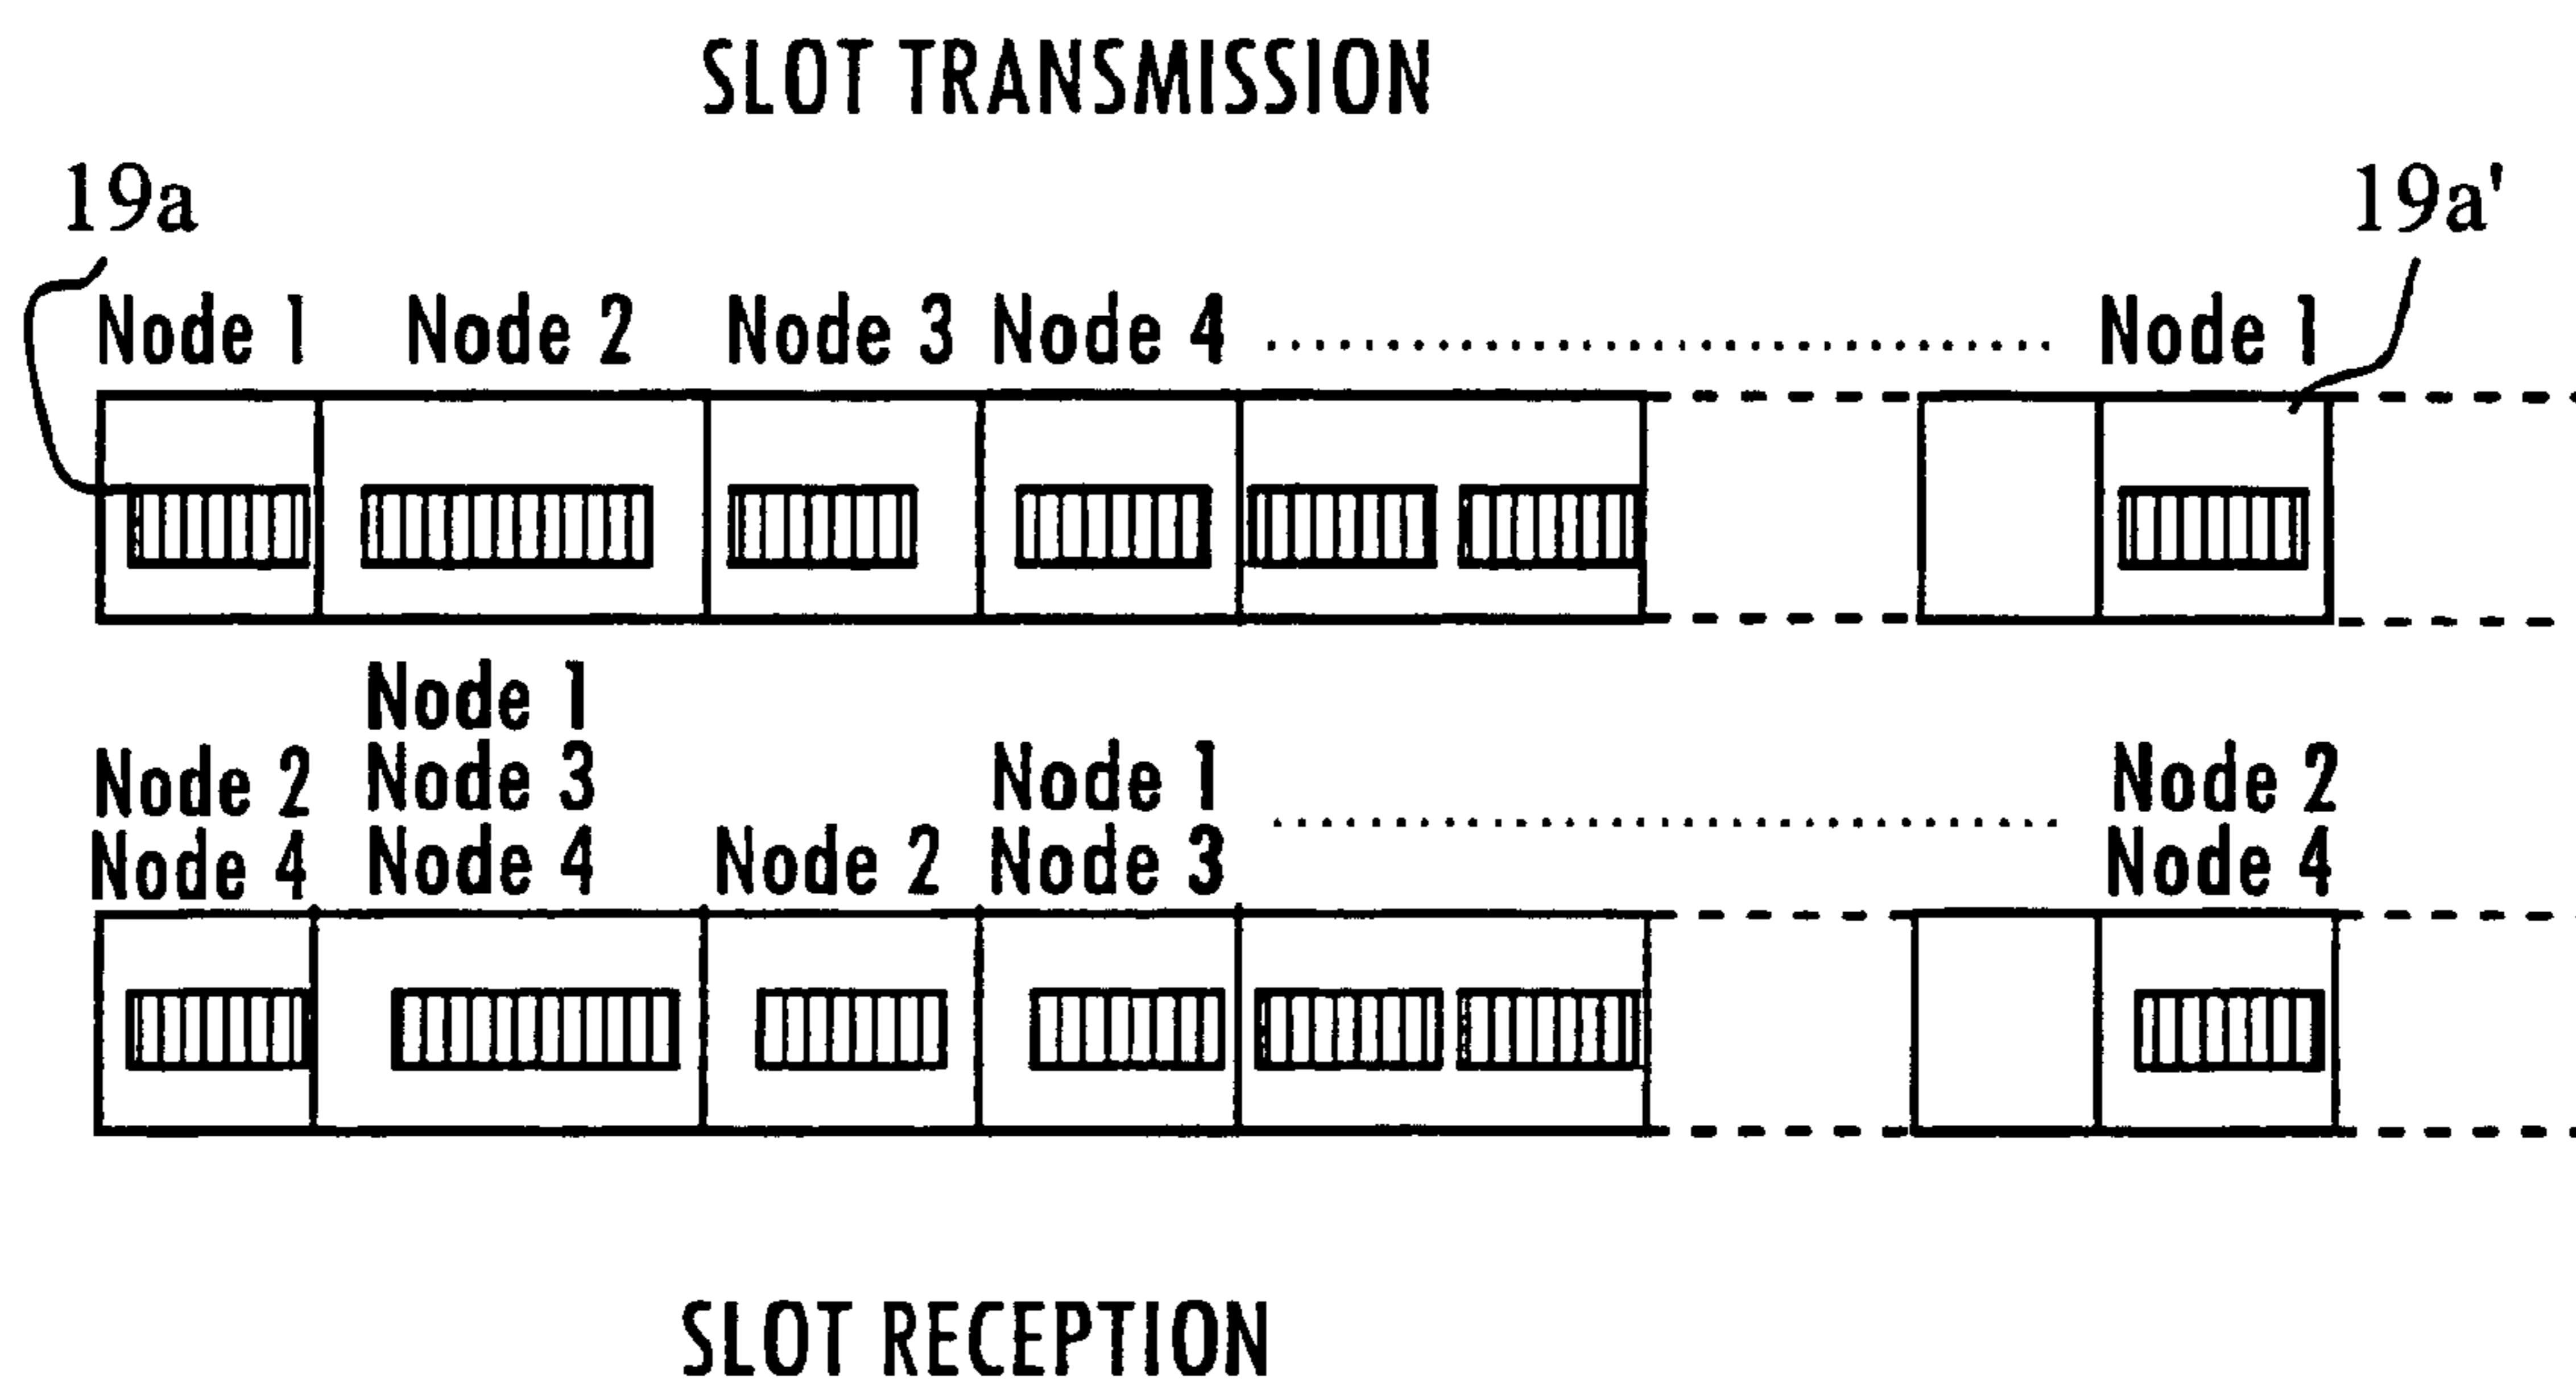 SLOT TRANSMISSION
19a
19a'
Node 1 Node 2 Node 3 Node 4 Node 1
Node 1
Node 2 Node 3 Node 1 Node 2
Node 4 Node 4 Node 2 Node 3 Node 4
SLOT RECEPTION